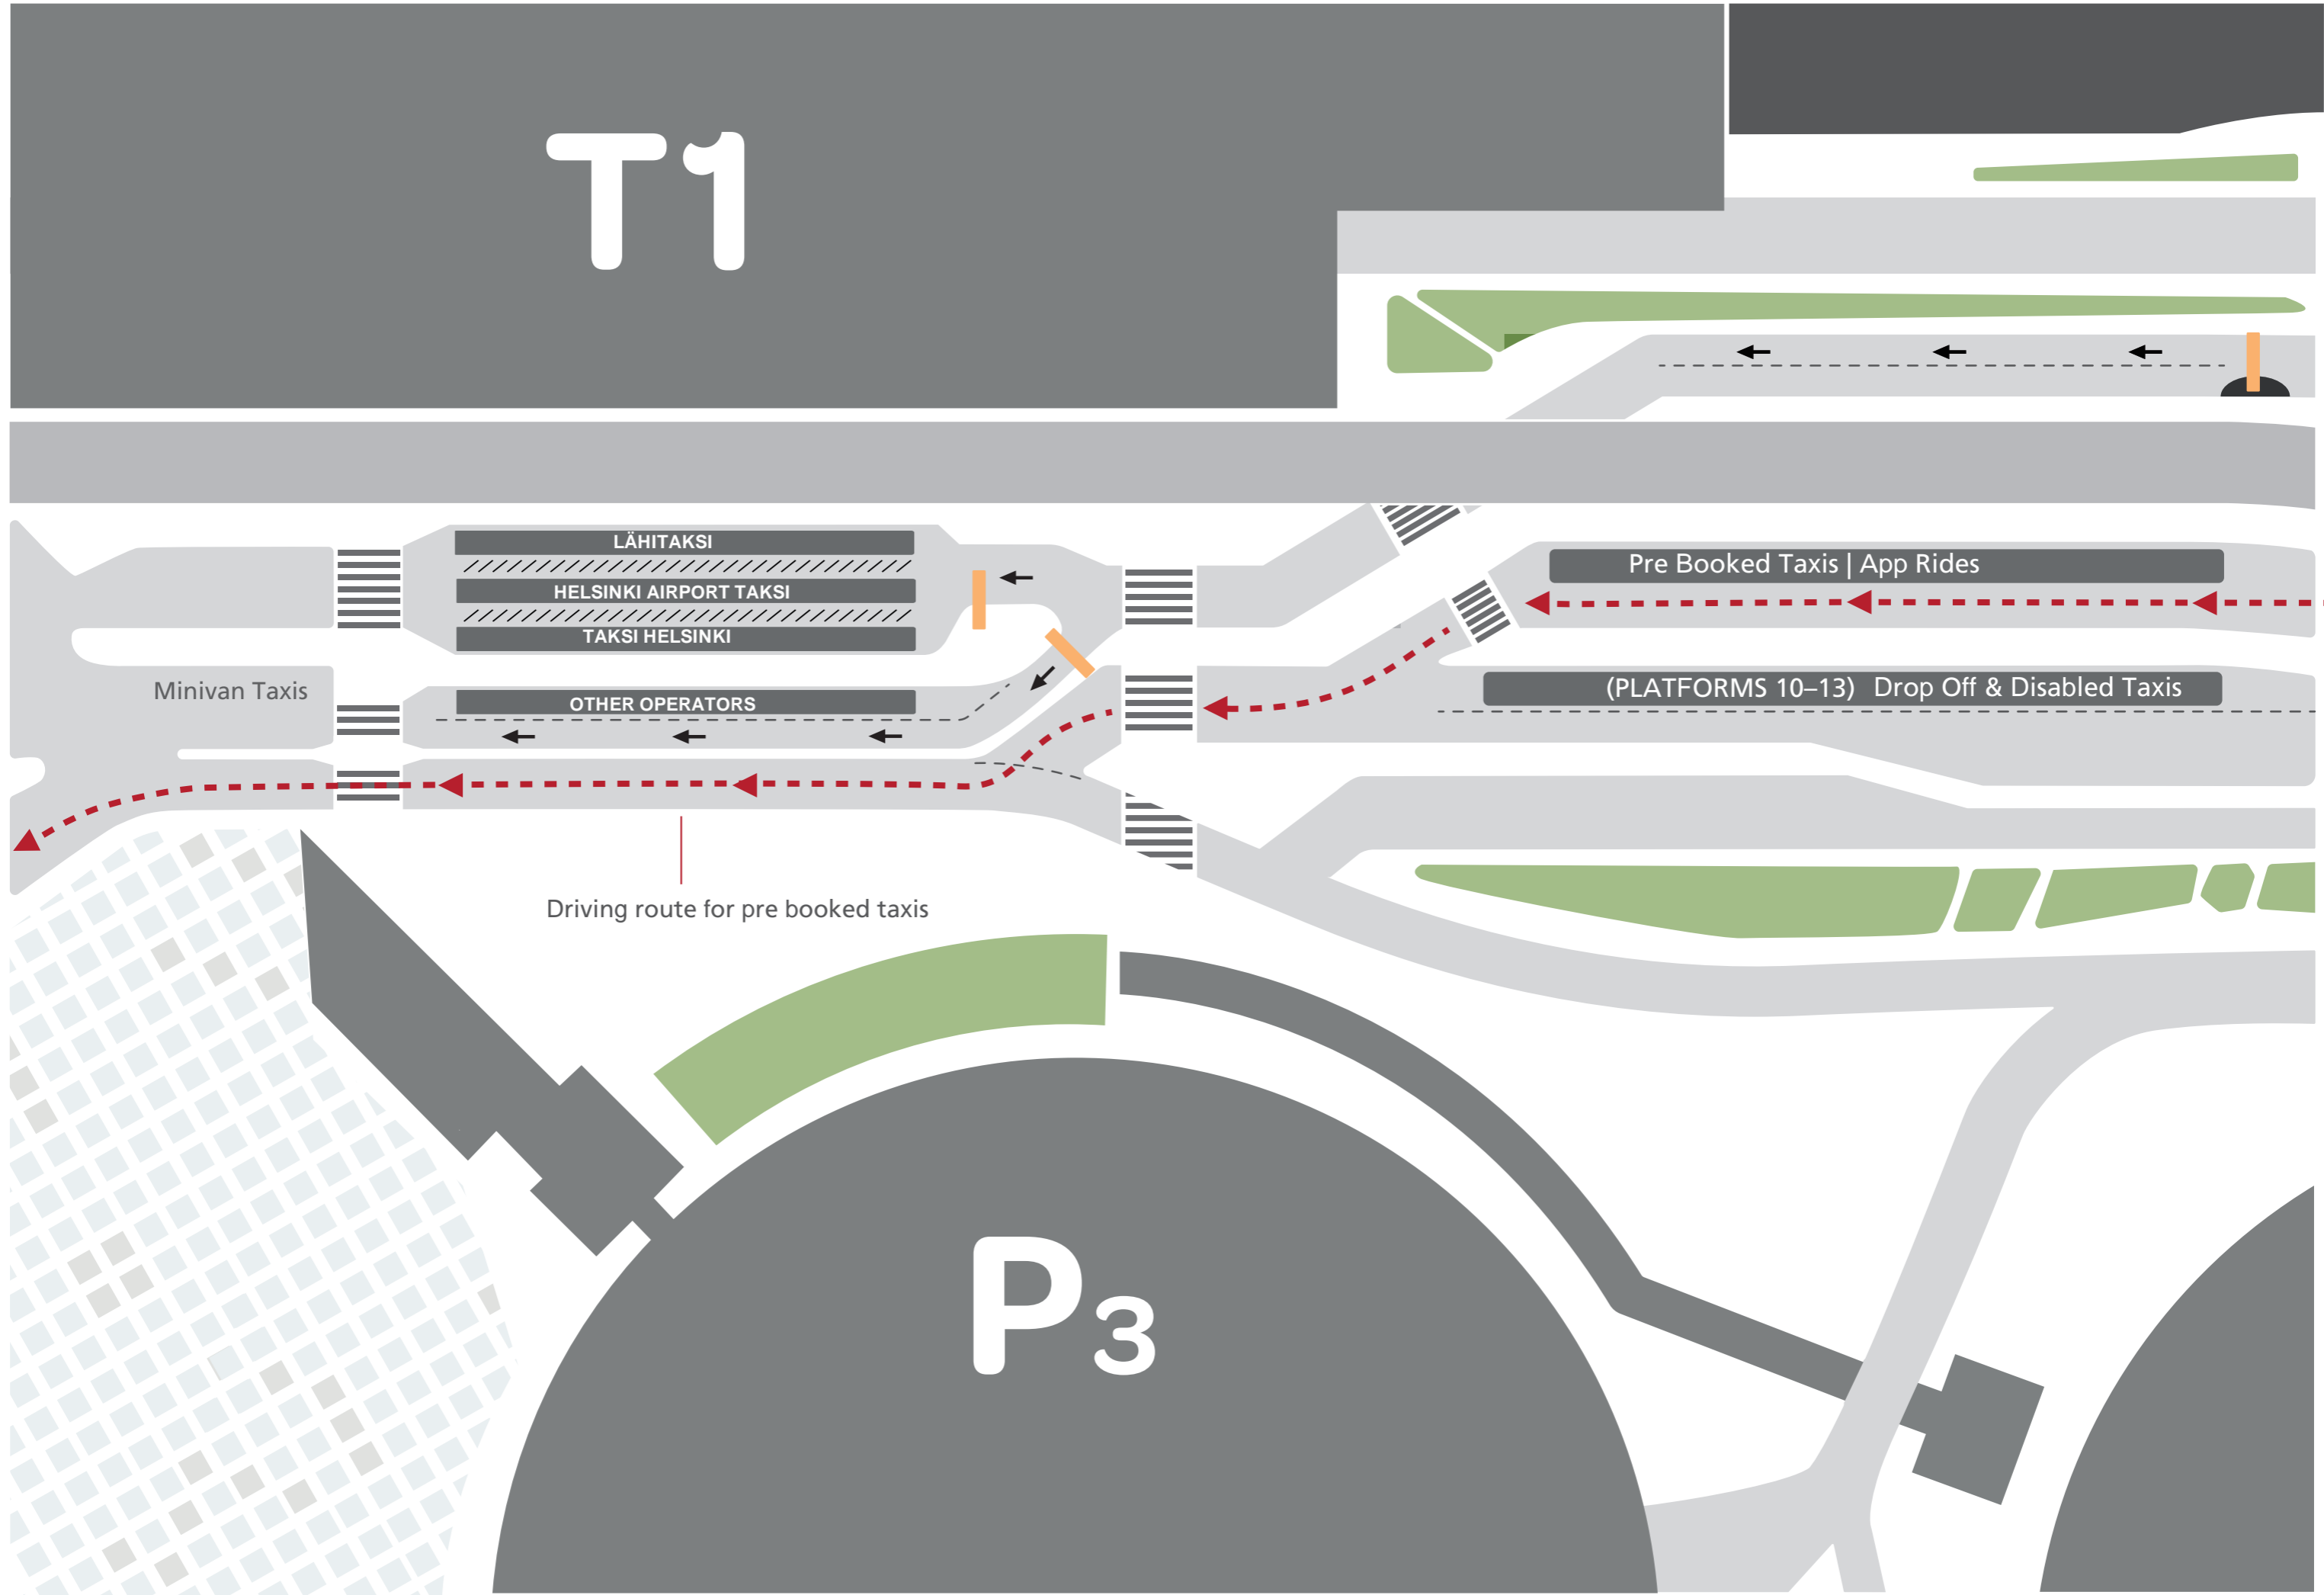 T1
LÄHITAKSI
HELSINKI AIRPORT TAKSI
TAKSI HELSINKI
Pre Booked Taxis | App Rides
Minivan Taxis
OTHER OPERATORS
(PLATFORMS 10–13) Drop Off & Disabled Taxis
Driving route for pre booked taxis
P3